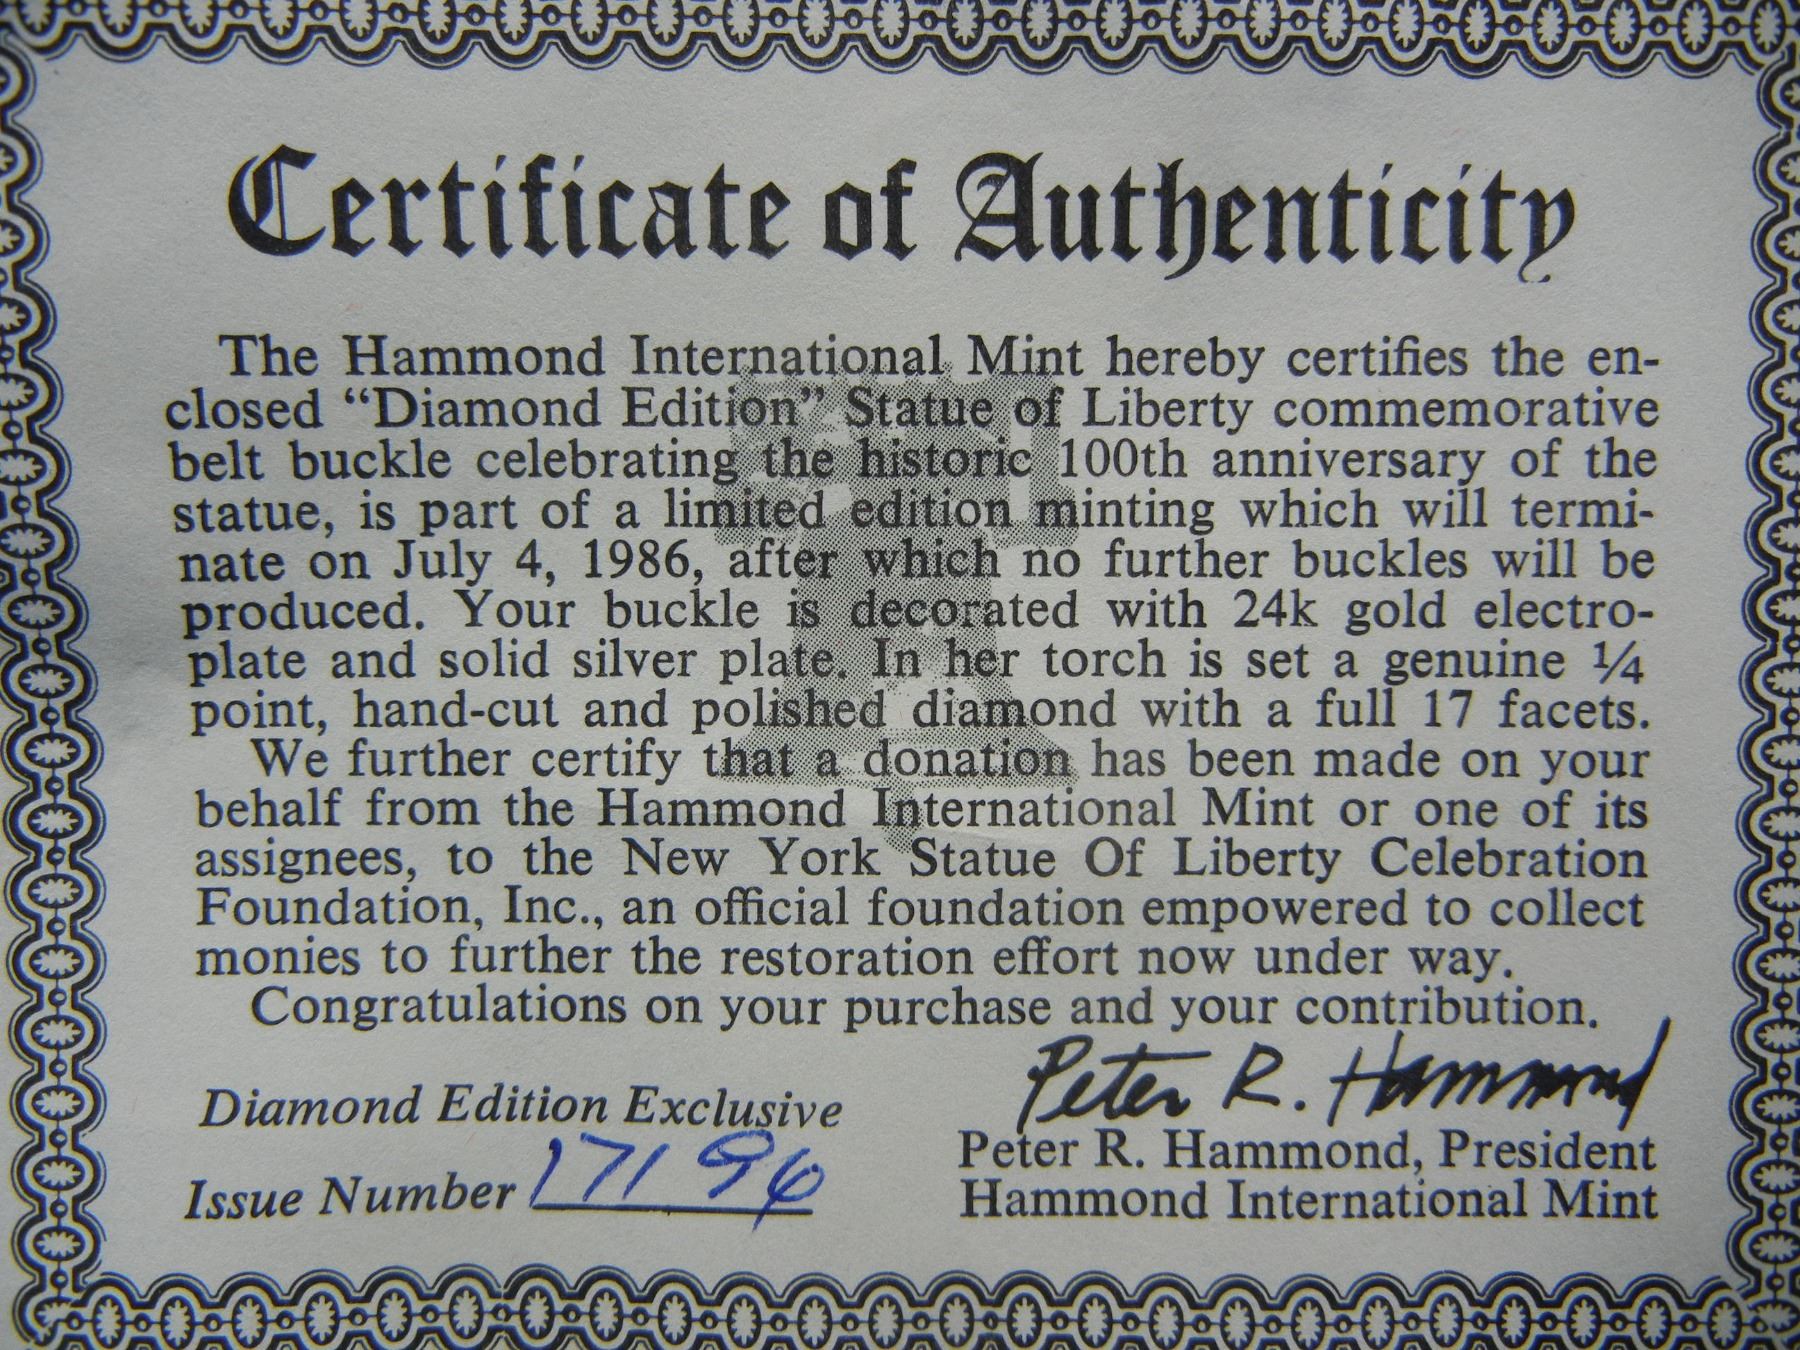 Certificate of Authenticity
The Hammond International Mint hereby certifies the en-
closed “Diamond Edition” Statue of Liberty commemorative
belt buckle celebrating the historic 100th anniversary of the
statue, is part of a limited edition minting which will termi-
nate on July 4, 1986, after which no further buckles will be
produced. Your buckle is decorated with 24k gold electro-
plate and solid silver plate. In her torch is set a genuine ¼
point, hand-cut and polished diamond with a full 17 facets.
We further certify that a donation has been made on your
behalf from the Hammond International Mint or one of its
assignees, to the New York Statue Of Liberty Celebration
Foundation, Inc., an official foundation empowered to collect
monies to further the restoration effort now under way.
Congratulations on your purchase and your contribution.
Peter R. Hammond
Diamond Edition Exclusive
Issue Number 17196
Peter R. Hammond, President
Hammond International Mint